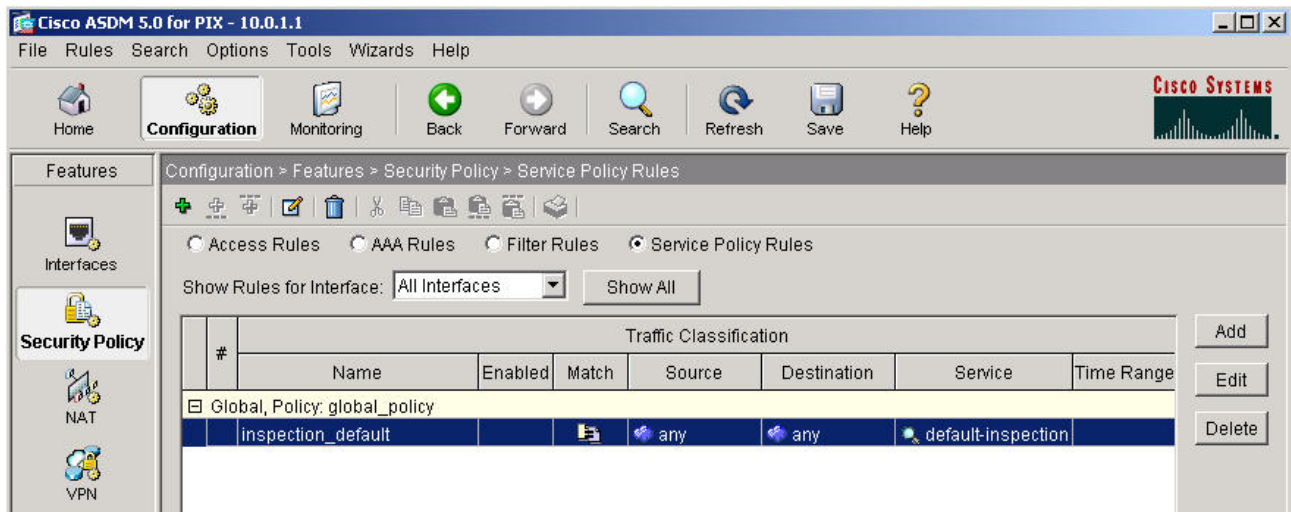 Cisco ASDM 5.0 for PIX - 10.0.1.1
File Rules Search Options Tools Wizards Help
Home Configuration Monitoring Back Forward Search Refresh Save Help
CISCO SYSTEMS
Features
Configuration > Features > Security Policy > Service Policy Rules
Interfaces
Access Rules AAA Rules Filter Rules Service Policy Rules
Show Rules for Interface: All Interfaces Show All
Security Policy
# Traffic Classification
Name Enabled Match Source Destination Service Time Range
Add
Edit
Delete
NAT
Global, Policy: global_policy
inspection_default any any default-inspection
VPN